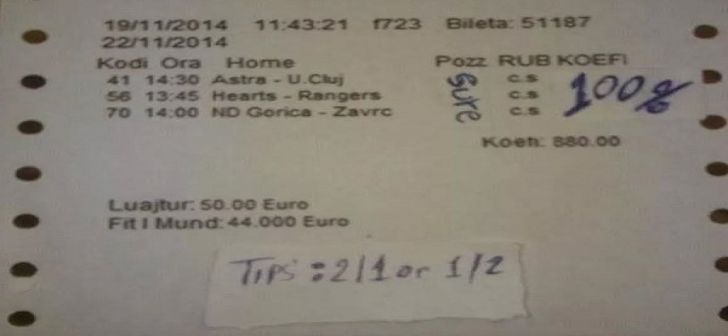 19/11/2014 11:43:21 f723 Bileta: 51187
22/11/2014
Kodi Ora Home Pozz RUB KOEFI
41 14:30 Astra - U.Cluj c.s
56 13:45 Hearts - Rangers c.s
70 14:00 ND Gorica - Zavrc c.s
Sure
100%
Koeh: 880.00
Luajtur: 50.00 Euro
Fit I Mund: 44.000 Euro
TIPS : 2/1 or 1/2